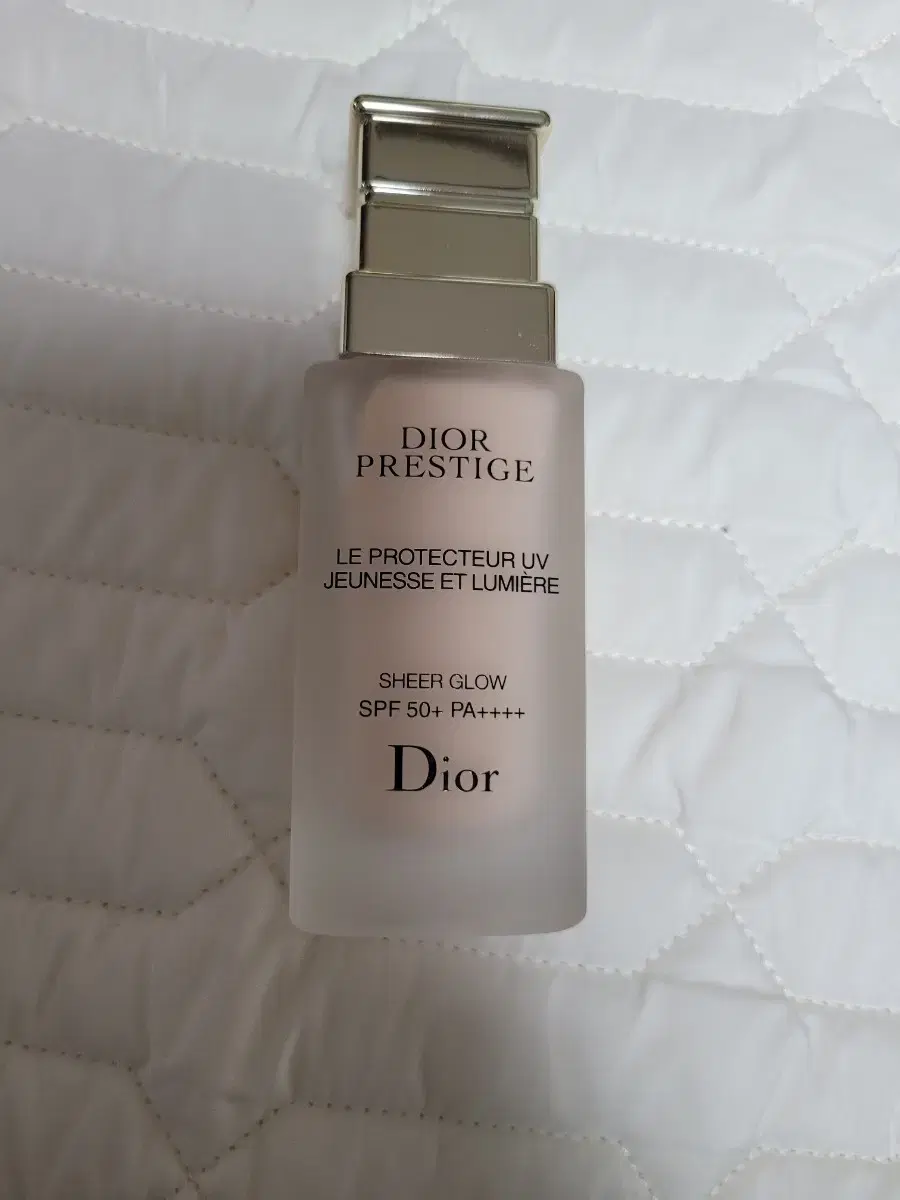 DIOR
PRESTIGE
LE PROTECTEUR UV
JEUNESSE ET LUMIÈRE
SHEER GLOW
SPF 50+ PA++++
Dior